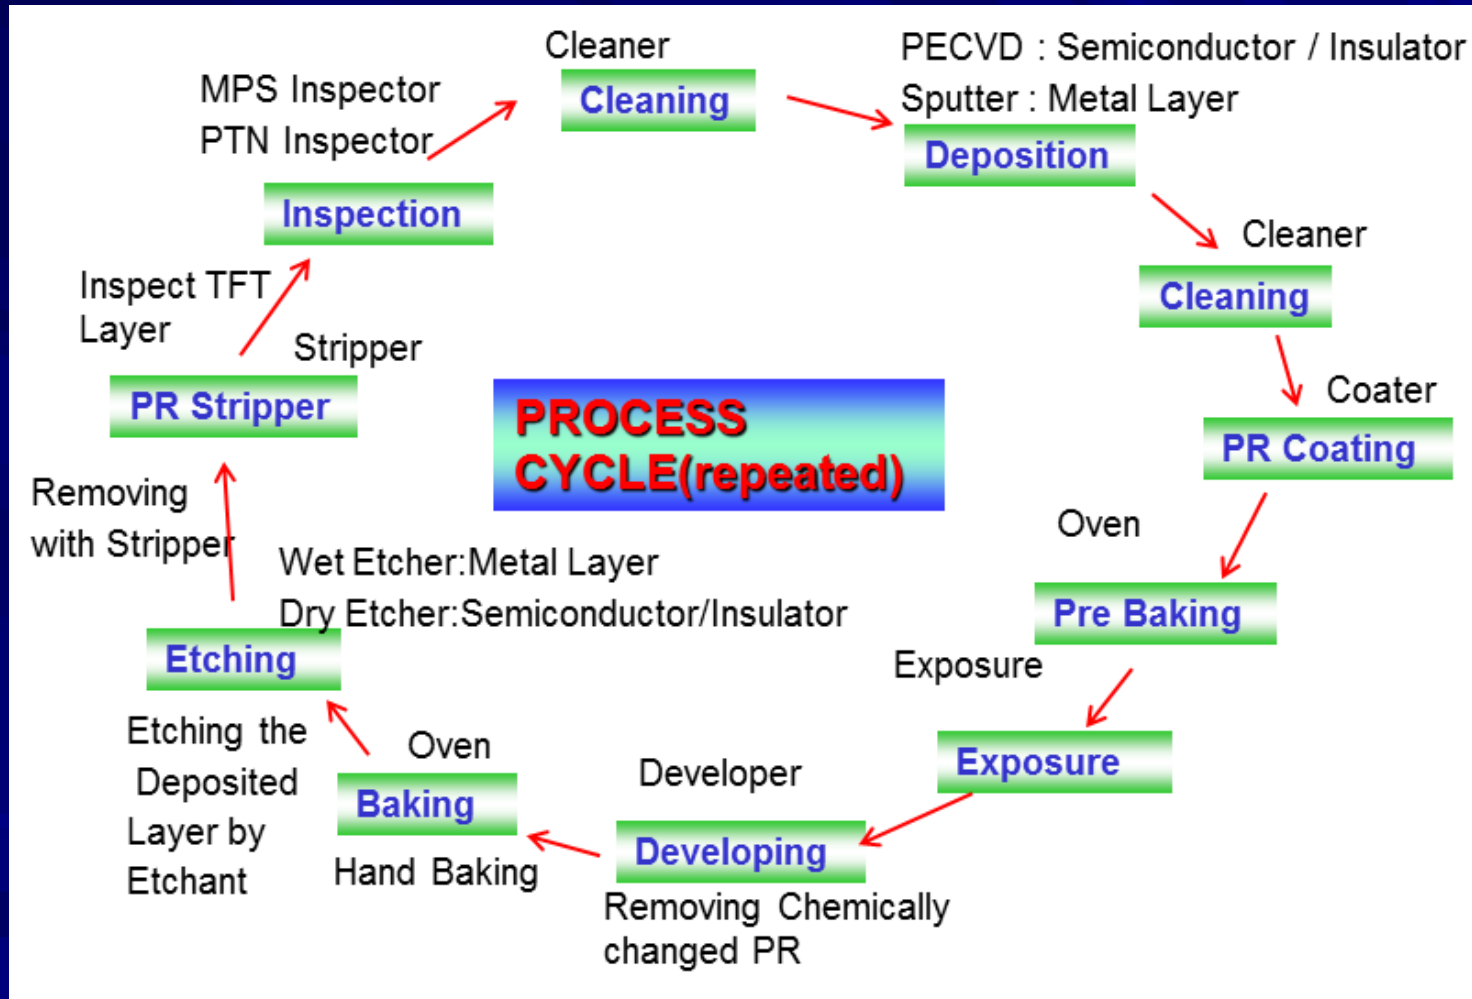 Cleaner
Cleaning
PECVD : Semiconductor / Insulator
Sputter : Metal Layer
Deposition
Cleaner
Cleaning
Coater
PR Coating
Oven
Pre Baking
Exposure
Exposure
Developer
Developing
Removing Chemically
changed PR
Oven
Baking
Hand Baking
Wet Etcher:Metal Layer
Dry Etcher:Semiconductor/Insulator
Etching
Etching the
Deposited
Layer by
Etchant
Removing
with Stripper
Stripper
PR Stripper
Inspect TFT
Layer
MPS Inspector
PTN Inspector
Inspection
PROCESS
CYCLE(repeated)